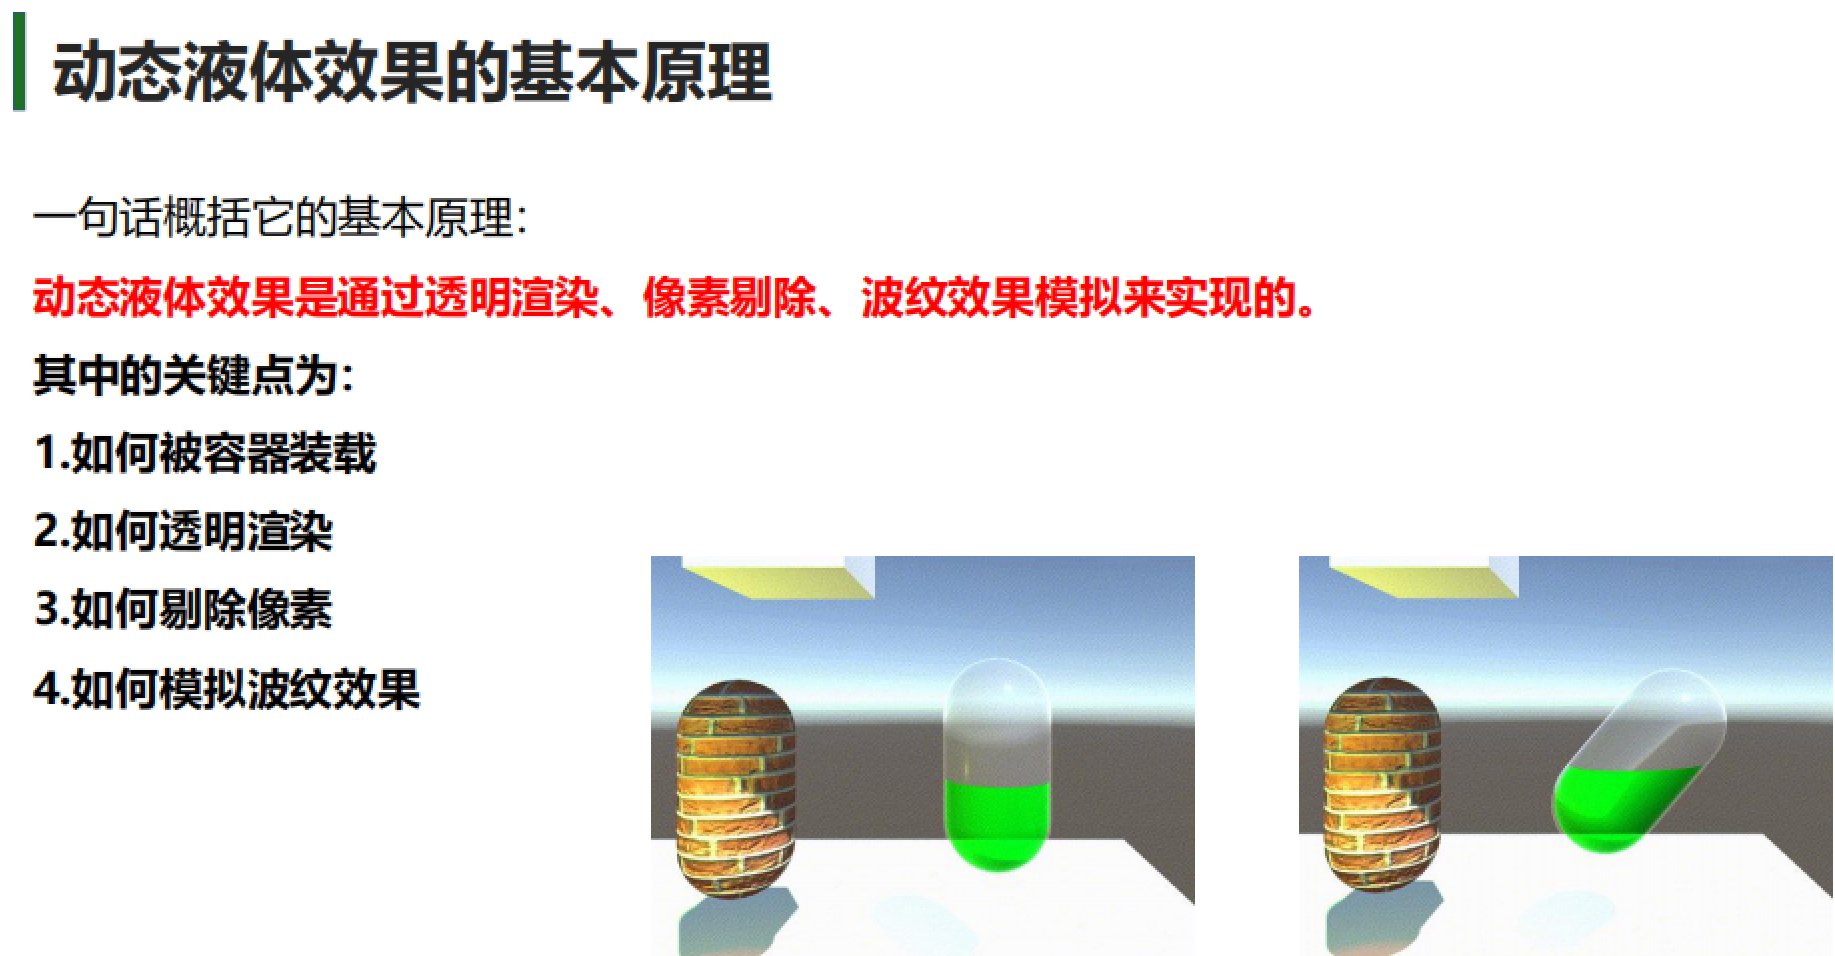 动态液体效果的基本原理
一句话概括它的基本原理：
动态液体效果是通过透明渲染、像素剔除、波纹效果模拟来实现的。
其中的关键点为：
1.如何被容器装载
2.如何透明渲染
3.如何剔除像素
4.如何模拟波纹效果